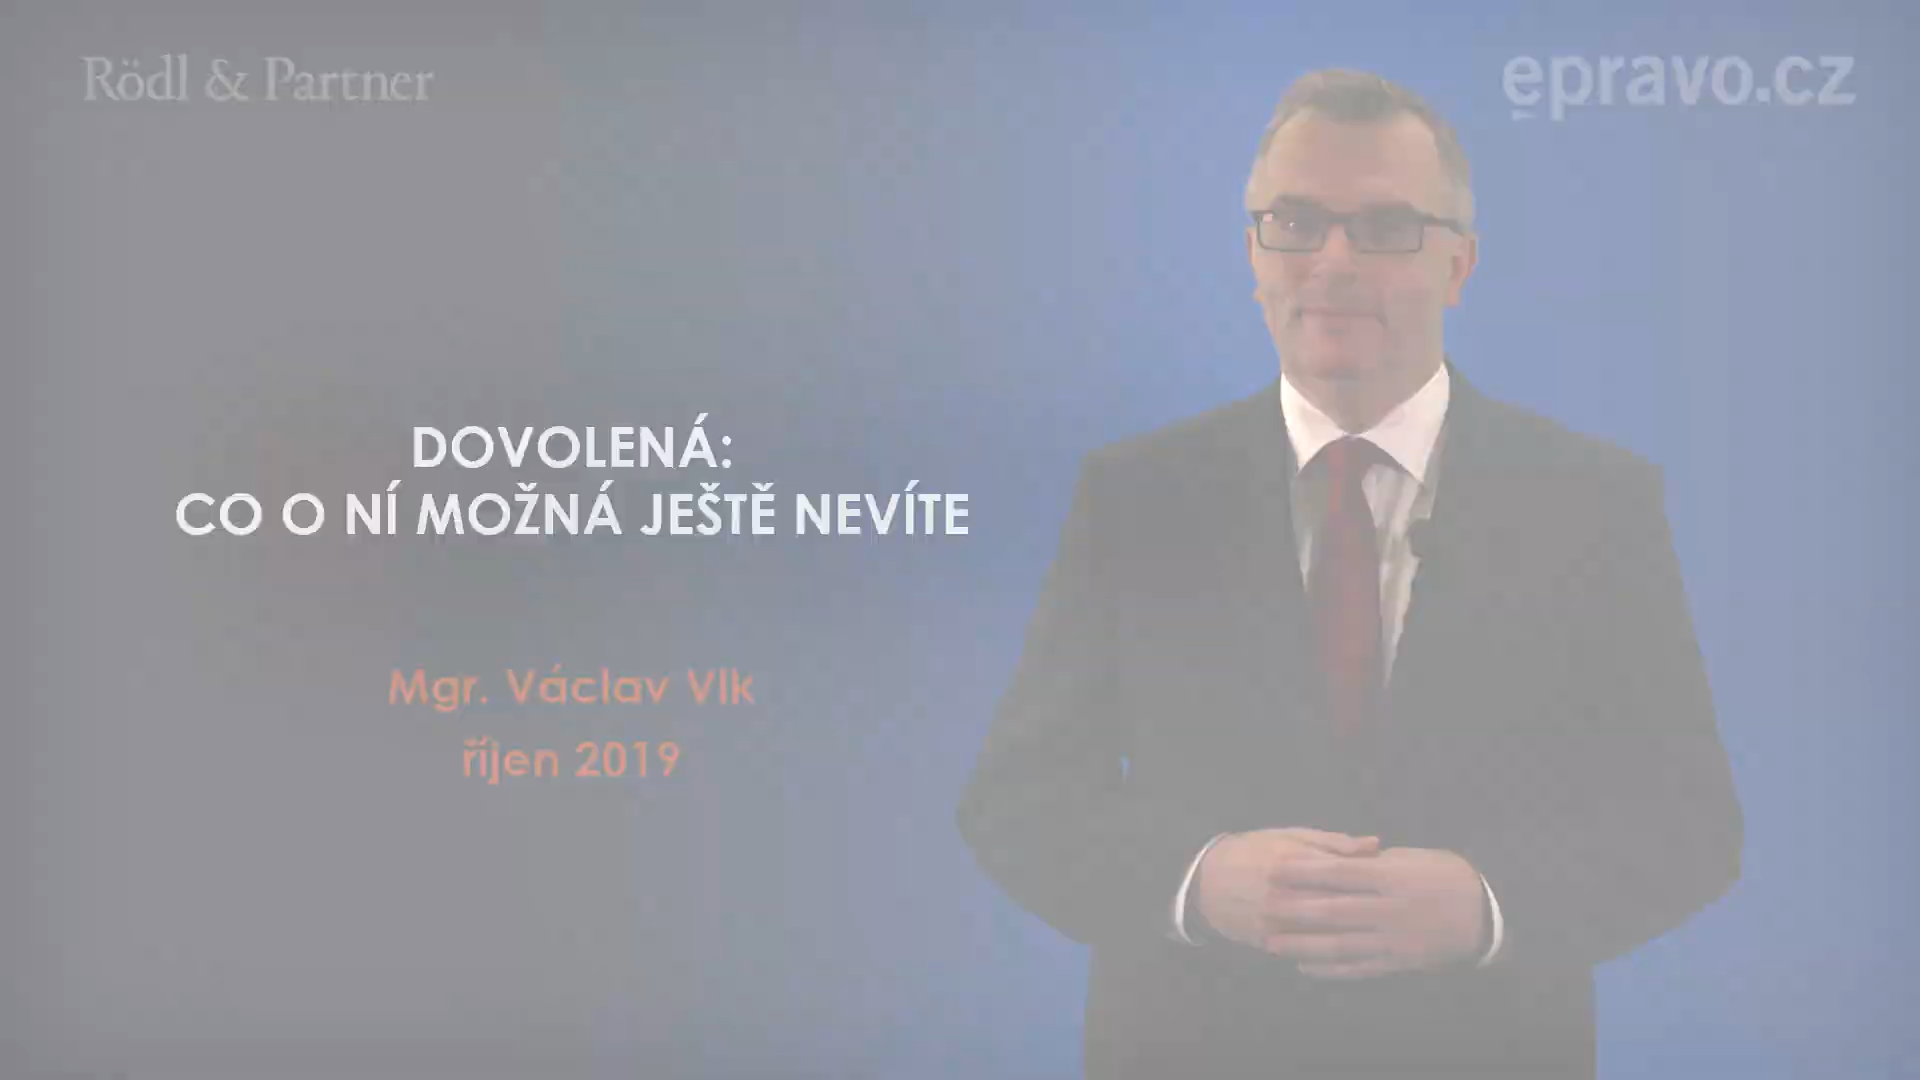 Rödl & Partner
epravo.cz
DOVOLENÁ:
CO O NÍ MOŽNÁ JEŠTĚ NEVÍTE
Mgr. Václav Vlk
říjen 2019